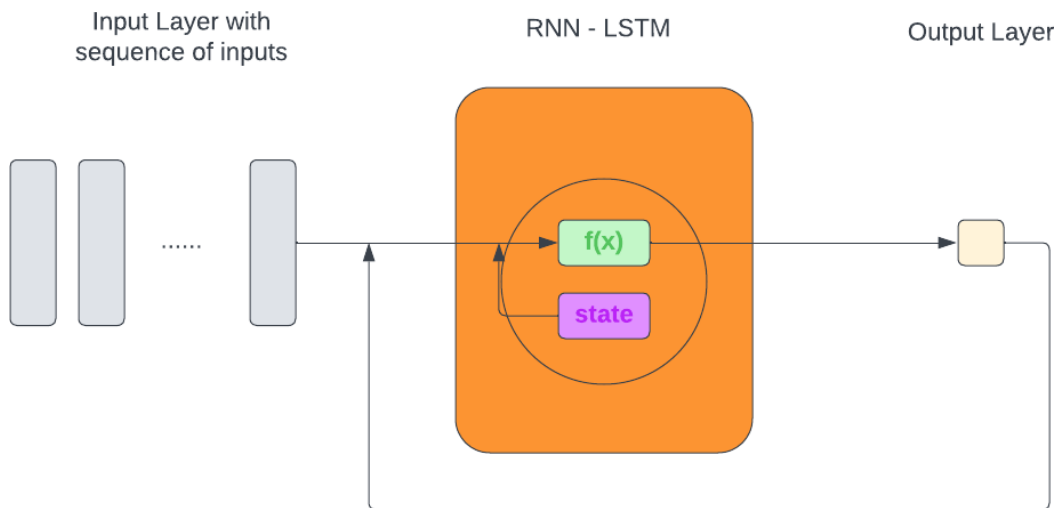 Input Layer with
sequence of inputs
RNN - LSTM
Output Layer
......
f(x)
state